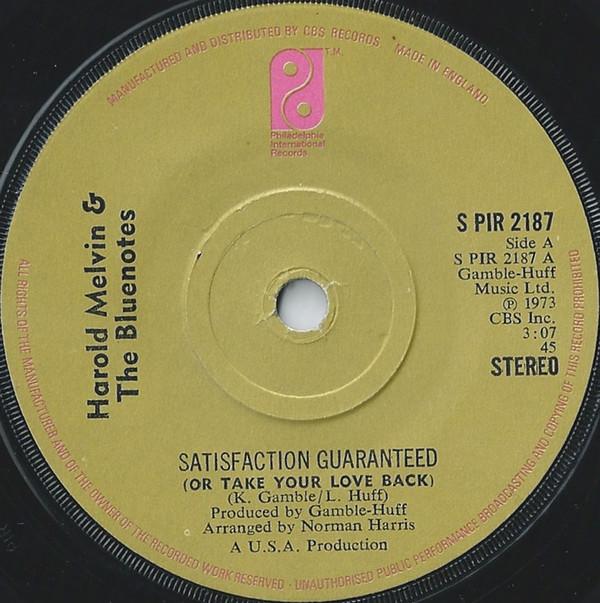 MANUFACTURED AND DISTRIBUTED BY CBS RECORDS MADE IN ENGLAND
T.M.
Philadelphia
International
Records
Harold Melvin &
The Bluenotes
S PIR 2187
Side A
S PIR 2187 A
Gamble-Huff
Music Ltd.
℗ 1973
CBS Inc.
3:07
45
STEREO
SATISFACTION GUARANTEED
(OR TAKE YOUR LOVE BACK)
(K. Gamble/L. Huff)
Produced by Gamble-Huff
Arranged by Norman Harris
A U.S.A. Production
ALL RIGHTS OF THE MANUFACTURER AND OF THE OWNER OF THE RECORDED WORK RESERVED · UNAUTHORISED PUBLIC PERFORMANCE BROADCASTING AND COPYING OF THIS RECORD PROHIBITED